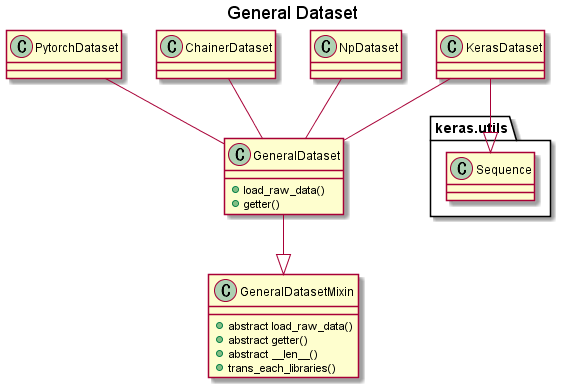 General Dataset
C PytorchDataset
C ChainerDataset
C NpDataset
C KerasDataset
keras.utils
C GeneralDataset
load_raw_data()
getter()
C Sequence
C GeneralDatasetMixin
abstract load_raw_data()
abstract getter()
abstract __len__()
trans_each_libraries()